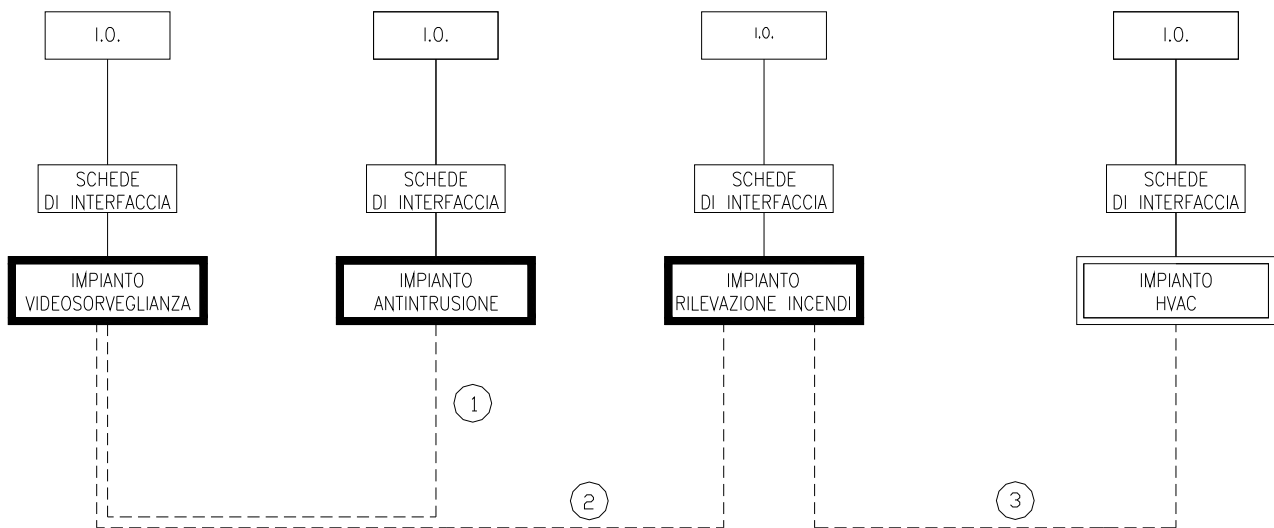 I.O.
I.O.
I.O.
I.O.
SCHEDE
DI INTERFACCIA
SCHEDE
DI INTERFACCIA
SCHEDE
DI INTERFACCIA
SCHEDE
DI INTERFACCIA
IMPIANTO
VIDEOSORVEGLIANZA
IMPIANTO
ANTINTRUSIONE
IMPIANTO
RILEVAZIONE INCENDI
IMPIANTO
HVAC
1
2
3